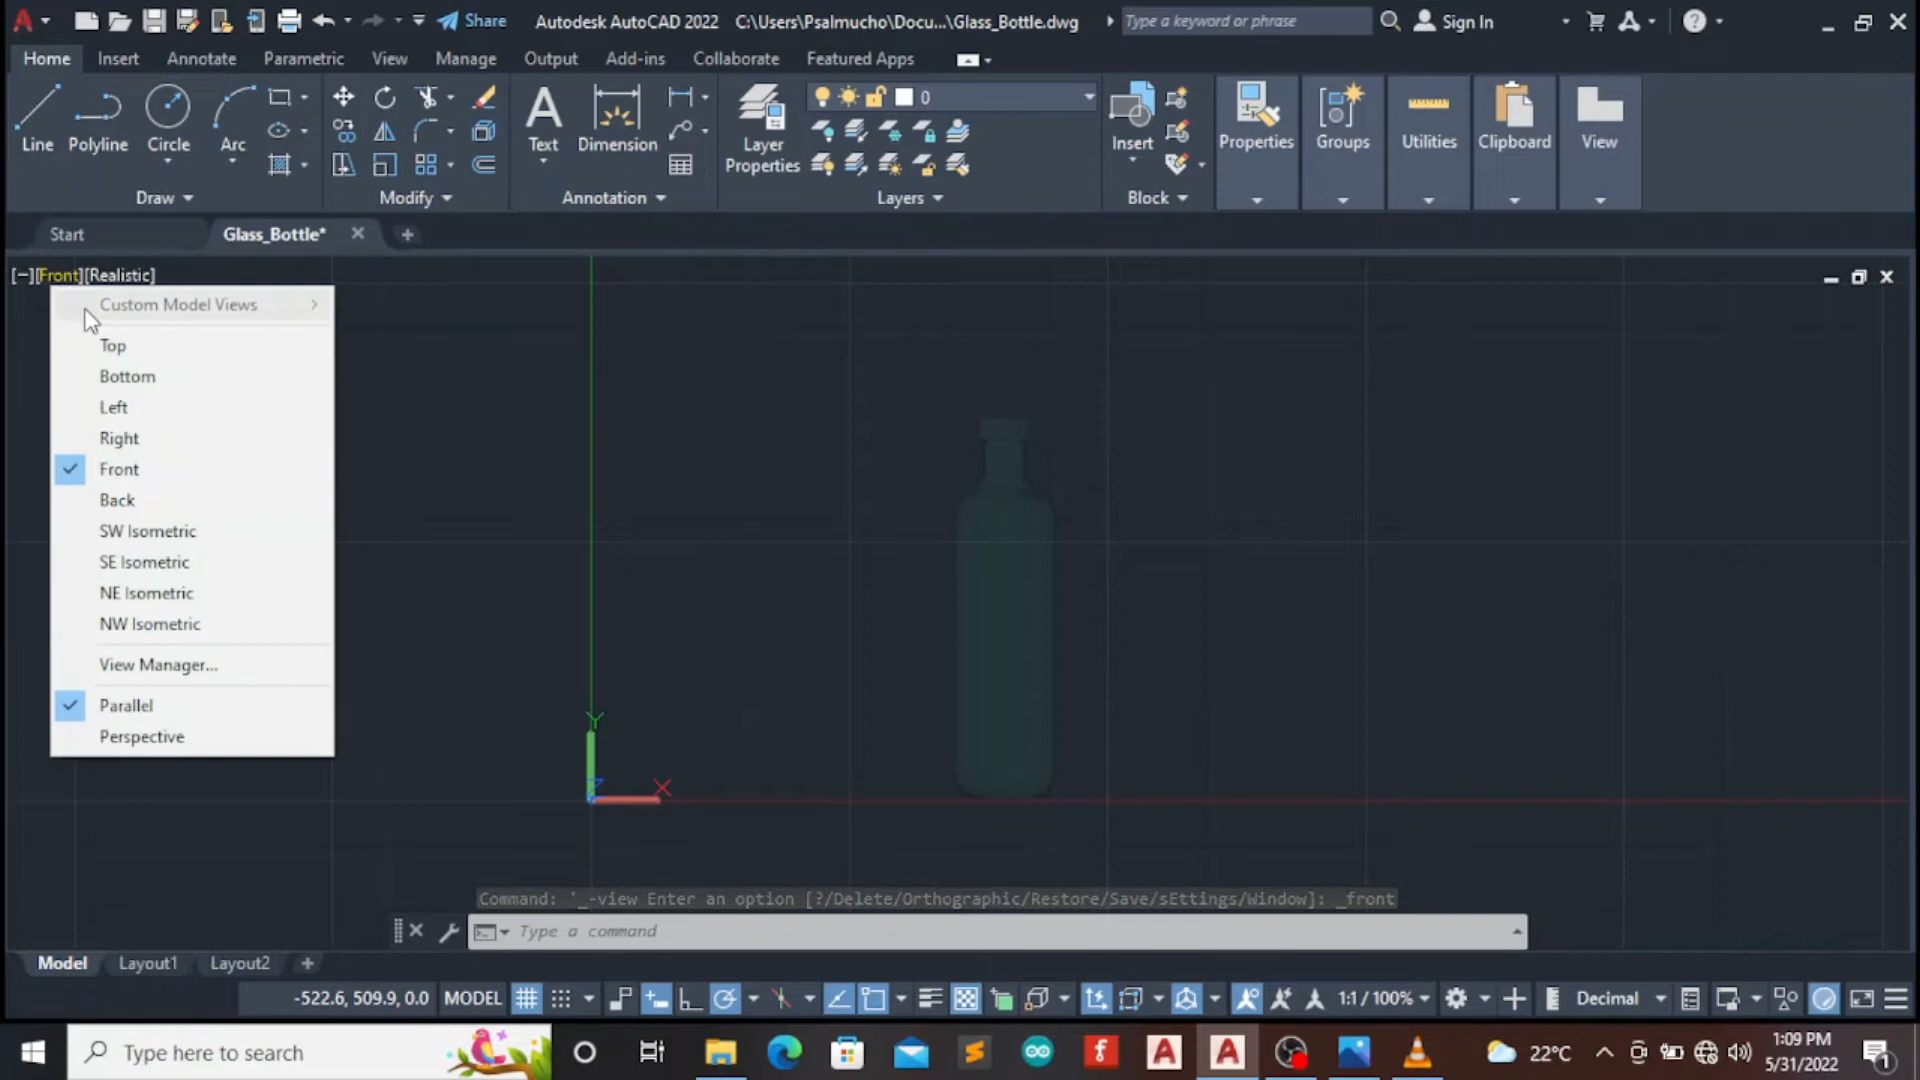 Share
Autodesk AutoCAD 2022
C:\Users\Psalmucho\Docu...\Glass_Bottle.dwg
Type a keyword or phrase
Sign In
Home
Insert
Annotate
Parametric
View
Manage
Output
Add-ins
Collaborate
Featured Apps
Line
Polyline
Circle
Arc
Text
Dimension
Layer
Properties
0
Insert
Properties
Groups
Utilities
Clipboard
View
Draw
Modify
Annotation
Layers
Block
Start
Glass_Bottle*
[−][Front][Realistic]
Custom Model Views
Top
Bottom
Left
Right
Front
Back
SW Isometric
SE Isometric
NE Isometric
NW Isometric
View Manager...
Parallel
Perspective
Y
Z
X
Command: '_-view Enter an option [?/Delete/Orthographic/Restore/Save/sEttings/Window]: _front
Type a command
Model
Layout1
Layout2
-522.6, 509.9, 0.0
MODEL
1:1 / 100%
Decimal
Type here to search
22°C
1:09 PM
5/31/2022
1